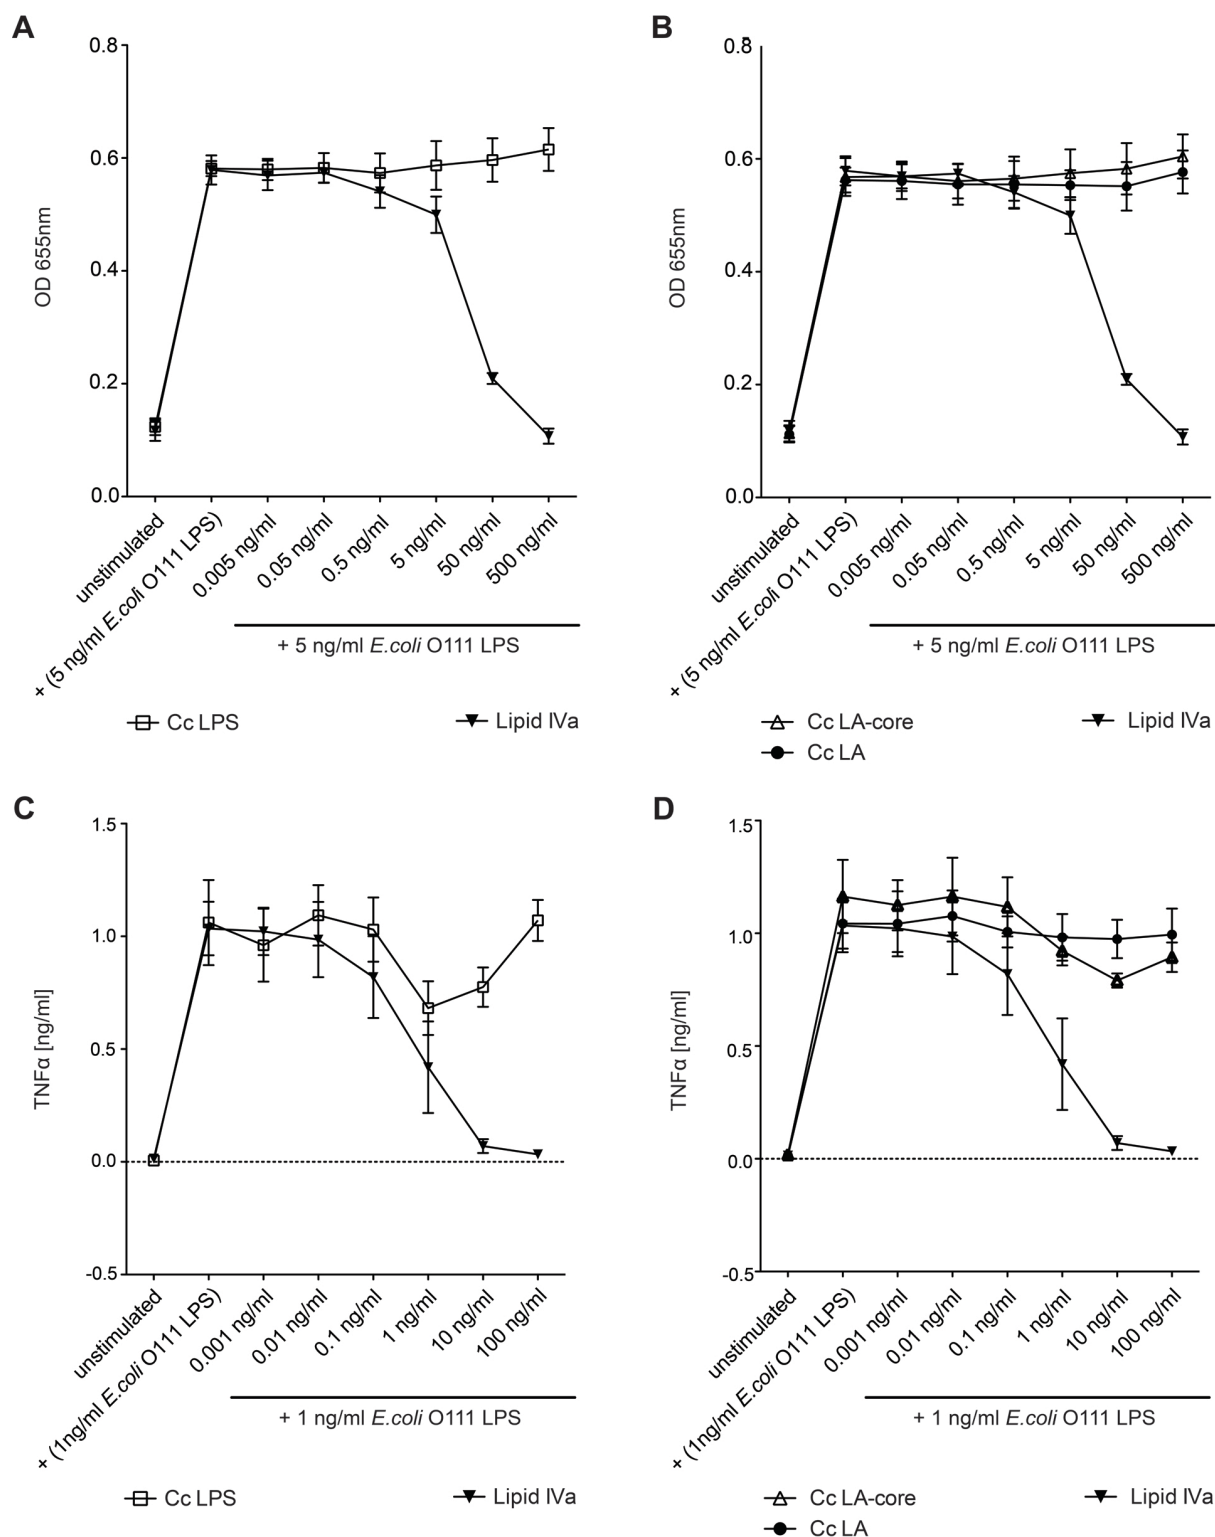 A
0.8
0.6
0.4
0.2
0.0
OD 655nm
unstimulated
+ (5 ng/ml E.coli O111 LPS)
0.005 ng/ml
0.05 ng/ml
0.5 ng/ml
5 ng/ml
50 ng/ml
500 ng/ml
+ 5 ng/ml E.coli O111 LPS
Cc LPS
Lipid IVa
B
0.8
0.6
0.4
0.2
0.0
OD 655nm
unstimulated
+ (5 ng/ml E.coli O111 LPS)
0.005 ng/ml
0.05 ng/ml
0.5 ng/ml
5 ng/ml
50 ng/ml
500 ng/ml
+ 5 ng/ml E.coli O111 LPS
Cc LA-core
Lipid IVa
Cc LA
C
1.5
1.0
0.5
0.0
-0.5
TNFα [ng/ml]
unstimulated
+ (1ng/ml E.coli O111 LPS)
0.001 ng/ml
0.01 ng/ml
0.1 ng/ml
1 ng/ml
10 ng/ml
100 ng/ml
+ 1 ng/ml E.coli O111 LPS
Cc LPS
Lipid IVa
D
1.5
1.0
0.5
0.0
-0.5
TNFα [ng/ml]
unstimulated
+ (1ng/ml E.coli O111 LPS)
0.001 ng/ml
0.01 ng/ml
0.1 ng/ml
1 ng/ml
10 ng/ml
100 ng/ml
+ 1 ng/ml E.coli O111 LPS
Cc LA-core
Lipid IVa
Cc LA